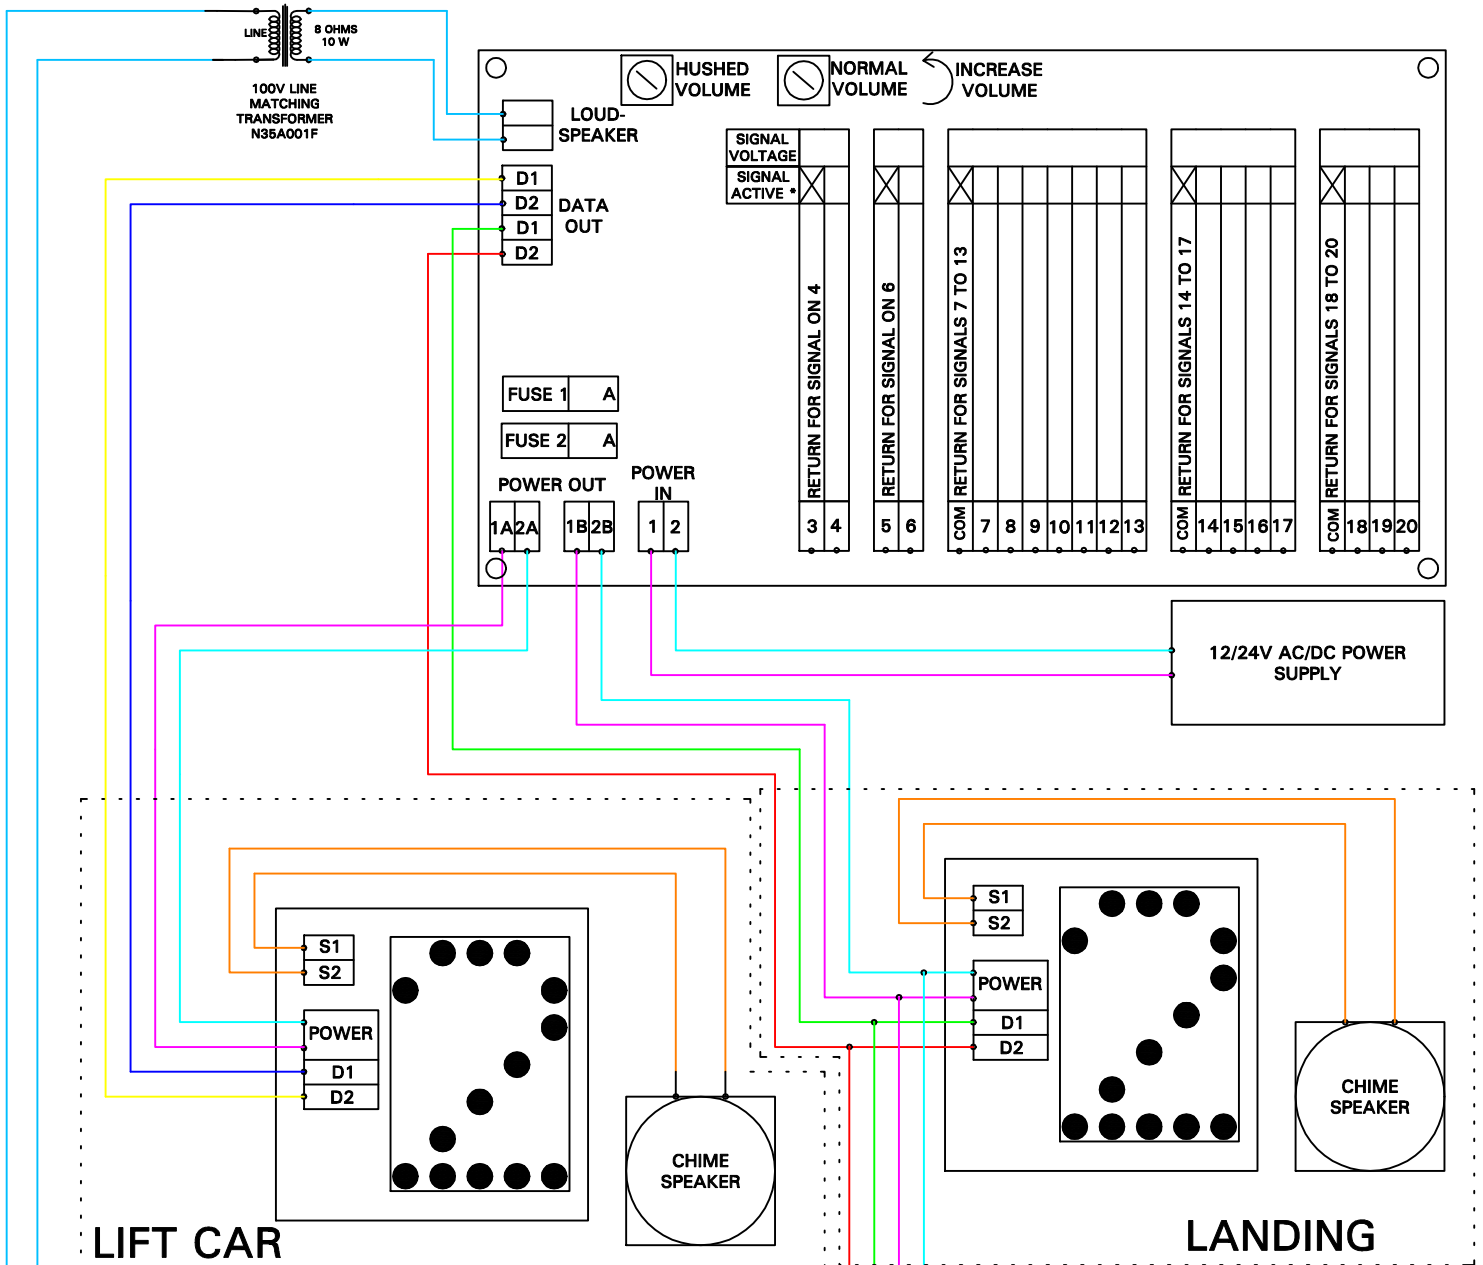 LINE
8 OHMS
10 W
100V LINE
MATCHING
TRANSFORMER
N35A001F
HUSHED
VOLUME
NORMAL
VOLUME
INCREASE
VOLUME
LOUD-
SPEAKER
D1
D2
D1
D2
DATA
OUT
SIGNAL
VOLTAGE
SIGNAL
ACTIVE *
RETURN FOR SIGNAL ON 4
RETURN FOR SIGNAL ON 6
RETURN FOR SIGNALS 7 TO 13
RETURN FOR SIGNALS 14 TO 17
RETURN FOR SIGNALS 18 TO 20
FUSE 1 A
FUSE 2 A
POWER OUT
POWER
IN
1A 2A
1B 2B
1 2
3 4
5 6
COM 7 8 9 10 11 12 13
COM 14 15 16 17
COM 18 19 20
12/24V AC/DC POWER
SUPPLY
S1
S2
POWER
D1
D2
CHIME
SPEAKER
LIFT CAR
S1
S2
POWER
D1
D2
CHIME
SPEAKER
LANDING